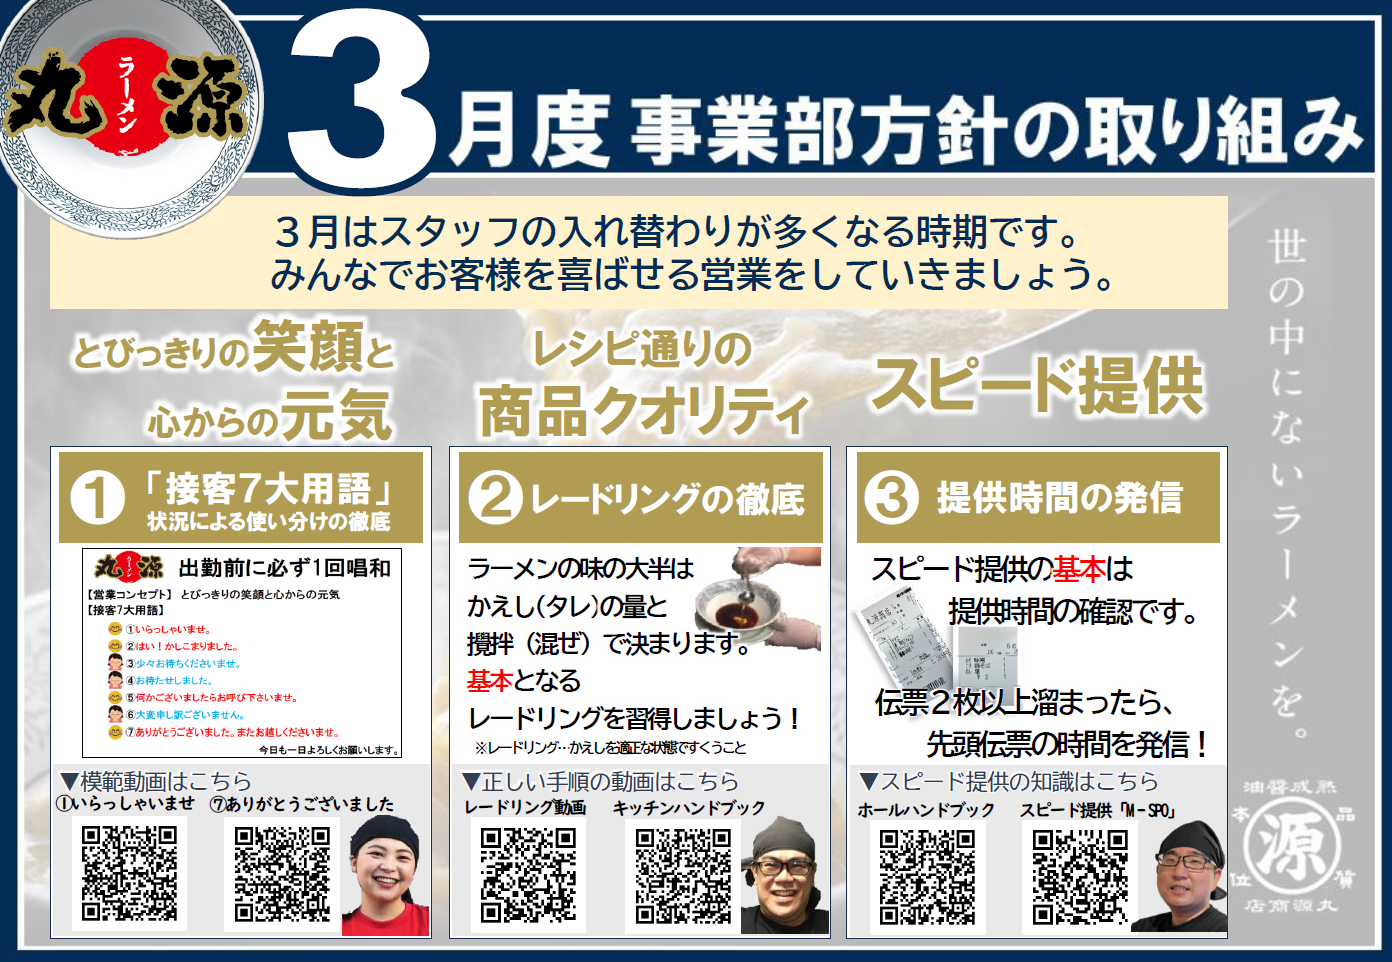 丸源
ラーメン
3月度 事業部方針の取り組み
３月はスタッフの入れ替わりが多くなる時期です。
みんなでお客様を喜ばせる営業をしていきましょう。
とびっきりの笑顔と
心からの元気
❶「接客7大用語」
状況による使い分けの徹底
丸源 ラーメン 出勤前に必ず1回唱和
【営業コンセプト】 とびっきりの笑顔と心からの元気
【接客7大用語】
①いらっしゃいませ。
②はい！かしこまりました。
③少々お待ちくださいませ。
④お待たせしました。
⑤何かございましたらお呼び下さいませ。
⑥大変申し訳ございません。
⑦ありがとうございました。またお越しくださいませ。
今日も一日よろしくお願いします。
▼模範動画はこちら
①いらっしゃいませ ⑦ありがとうございました
レシピ通りの
商品クオリティ
❷レードリングの徹底
ラーメンの味の大半は
かえし（タレ）の量と
攪拌（混ぜ）で決まります。
基本となる
レードリングを習得しましょう！
※レードリング…かえしを適正な状態ですくうこと
▼正しい手順の動画はこちら
レードリング動画 キッチンハンドブック
スピード提供
❸ 提供時間の発信
スピード提供の基本は
提供時間の確認です。
伝票２枚以上溜まったら、
先頭伝票の時間を発信！
▼スピード提供の知識はこちら
ホールハンドブック スピード提供「M－SPO」
世の中にないラーメンを。
油醬成熟
本 品
源
位 質
店商源丸